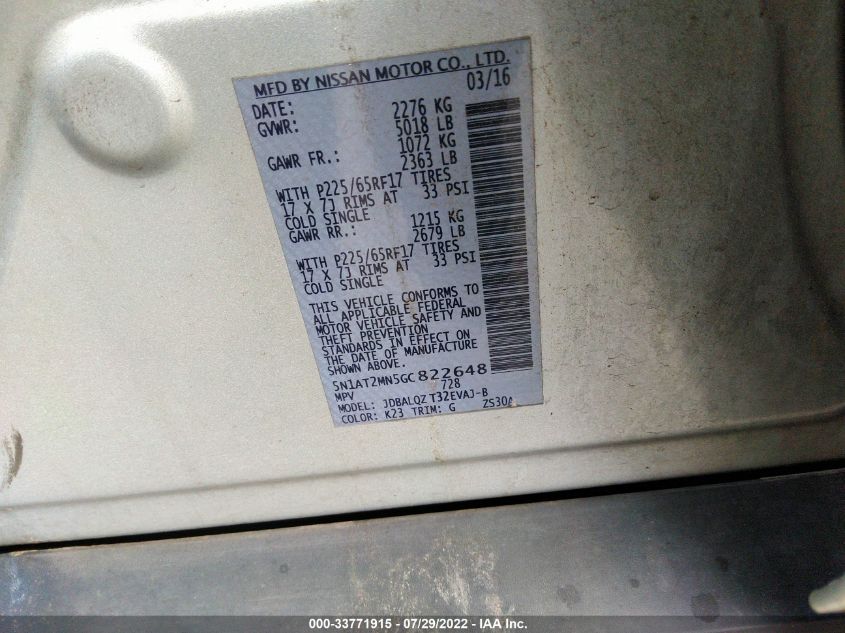 MFD BY NISSAN MOTOR CO., LTD.
DATE: 03/16
GVWR: 2276 KG
5018 LB
GAWR FR.: 1072 KG
2363 LB
WITH P225/65RF17 TIRES
17 X 7J RIMS AT 33 PSI
COLD SINGLE
GAWR RR.: 1215 KG
2679 LB
WITH P225/65RF17 TIRES
17 X 7J RIMS AT 33 PSI
COLD SINGLE
THIS VEHICLE CONFORMS TO
ALL APPLICABLE FEDERAL
MOTOR VEHICLE SAFETY AND
THEFT PREVENTION
STANDARDS IN EFFECT ON
THE DATE OF MANUFACTURE
SHOWN ABOVE.
5N1AT2MN5GC822648
MPV 728
MODEL: JDBALQZ T32EVAJ-B
COLOR: K23 TRIM: G ZS30A
000-33771915 - 07/29/2022 - IAA Inc.